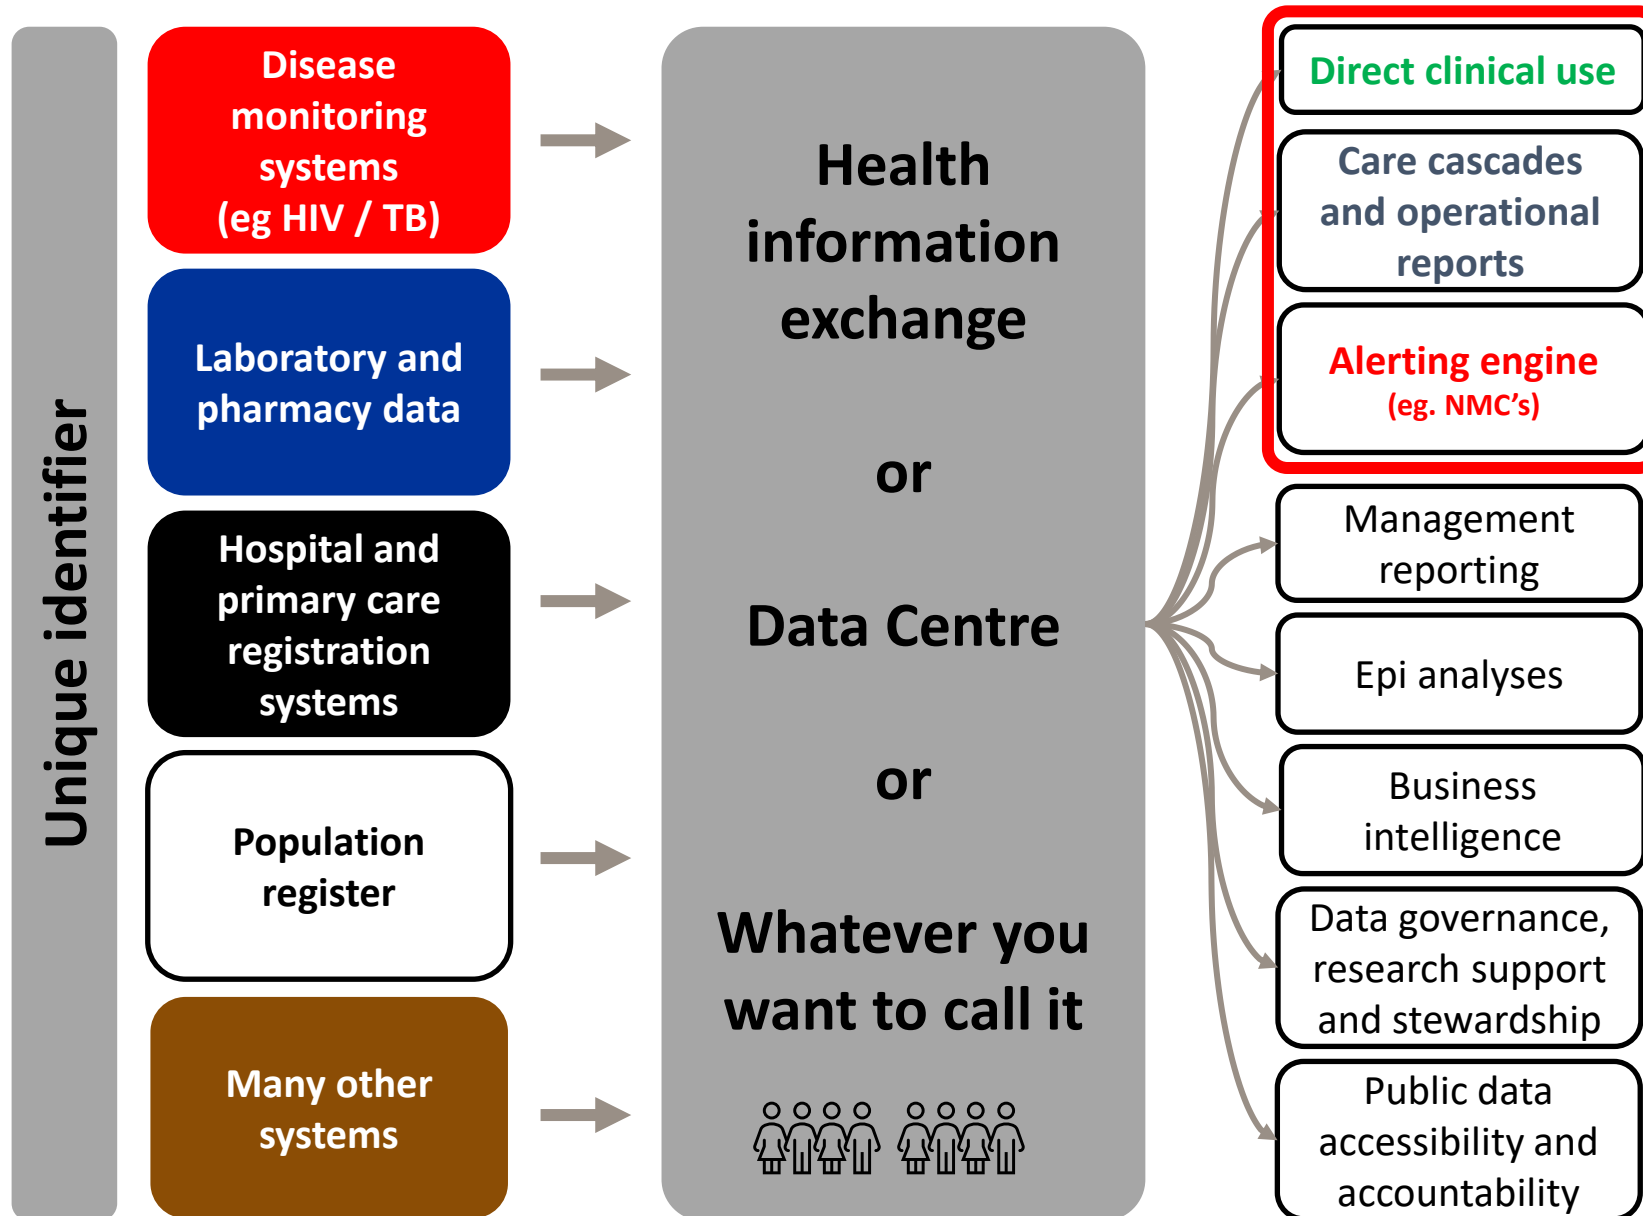 Unique identifier
Disease
monitoring
systems
(eg HIV / TB)
Laboratory and
pharmacy data
Hospital and
primary care
registration
systems
Population
register
Many other
systems
Health
information
exchange
or
Data Centre
or
Whatever you
want to call it
Direct clinical use
Care cascades
and operational
reports
Alerting engine
(eg. NMC’s)
Management
reporting
Epi analyses
Business
intelligence
Data governance,
research support
and stewardship
Public data
accessibility and
accountability